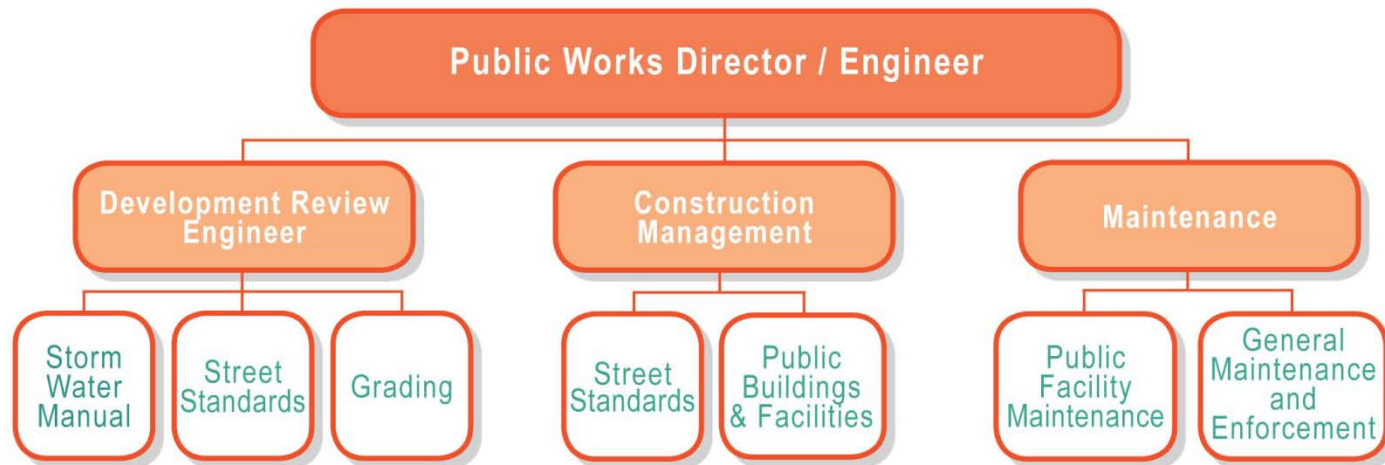 Public Works Director / Engineer
Development Review
Engineer
Construction
Management
Maintenance
Storm
Water
Manual
Street
Standards
Grading
Street
Standards
Public
Buildings
& Facilities
Public
Facility
Maintenance
General
Maintenance
and
Enforcement